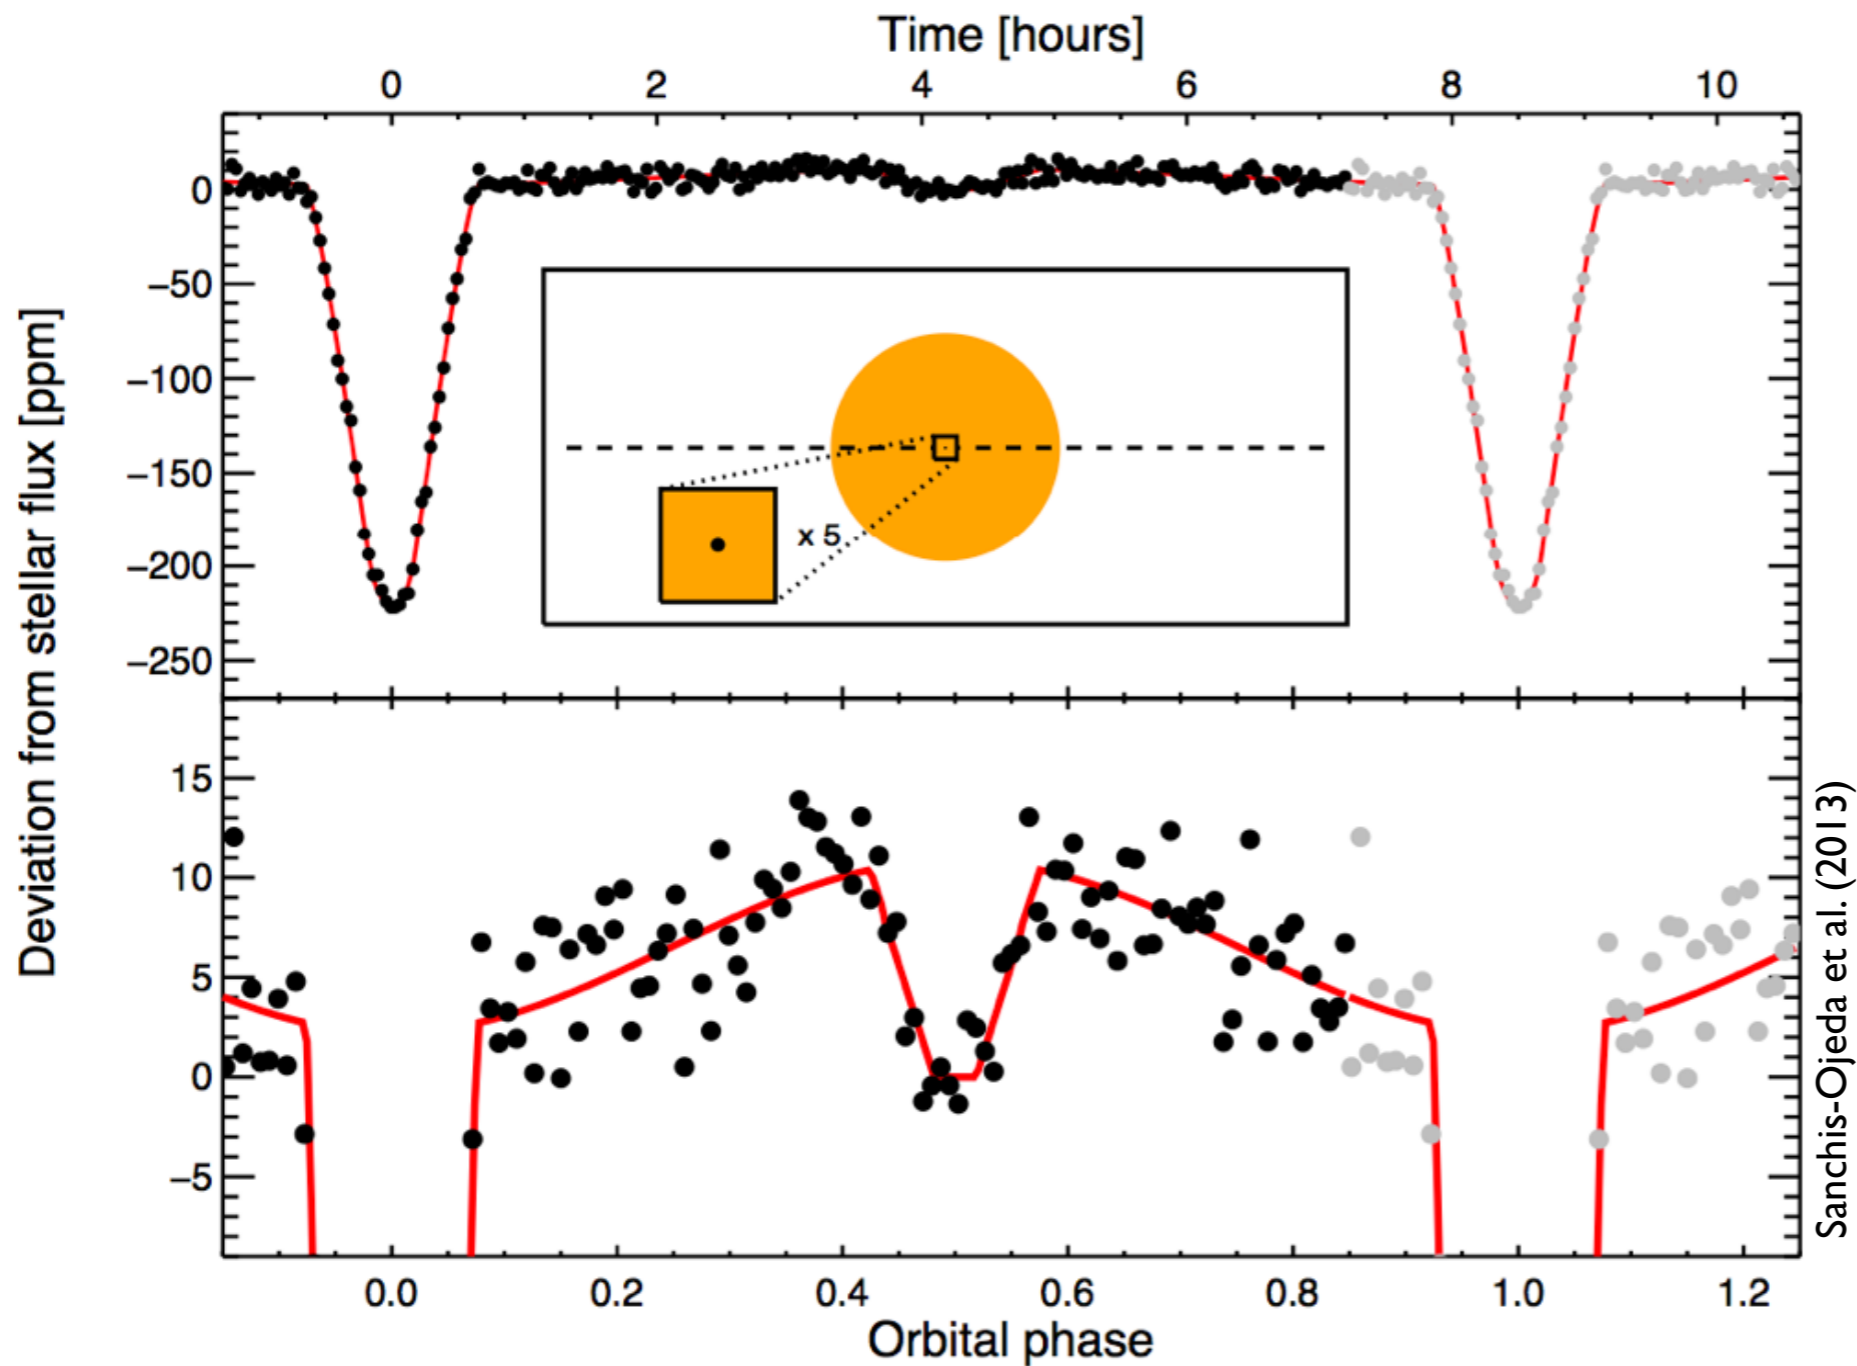 Time [hours]
0 2 4 6 8 10
Deviation from stellar flux [ppm]
0
−50
−100
−150
−200
−250
x 5
15
10
5
0
−5
0.0 0.2 0.4 0.6 0.8 1.0 1.2
Orbital phase
Sanchis-Ojeda et al. (2013)